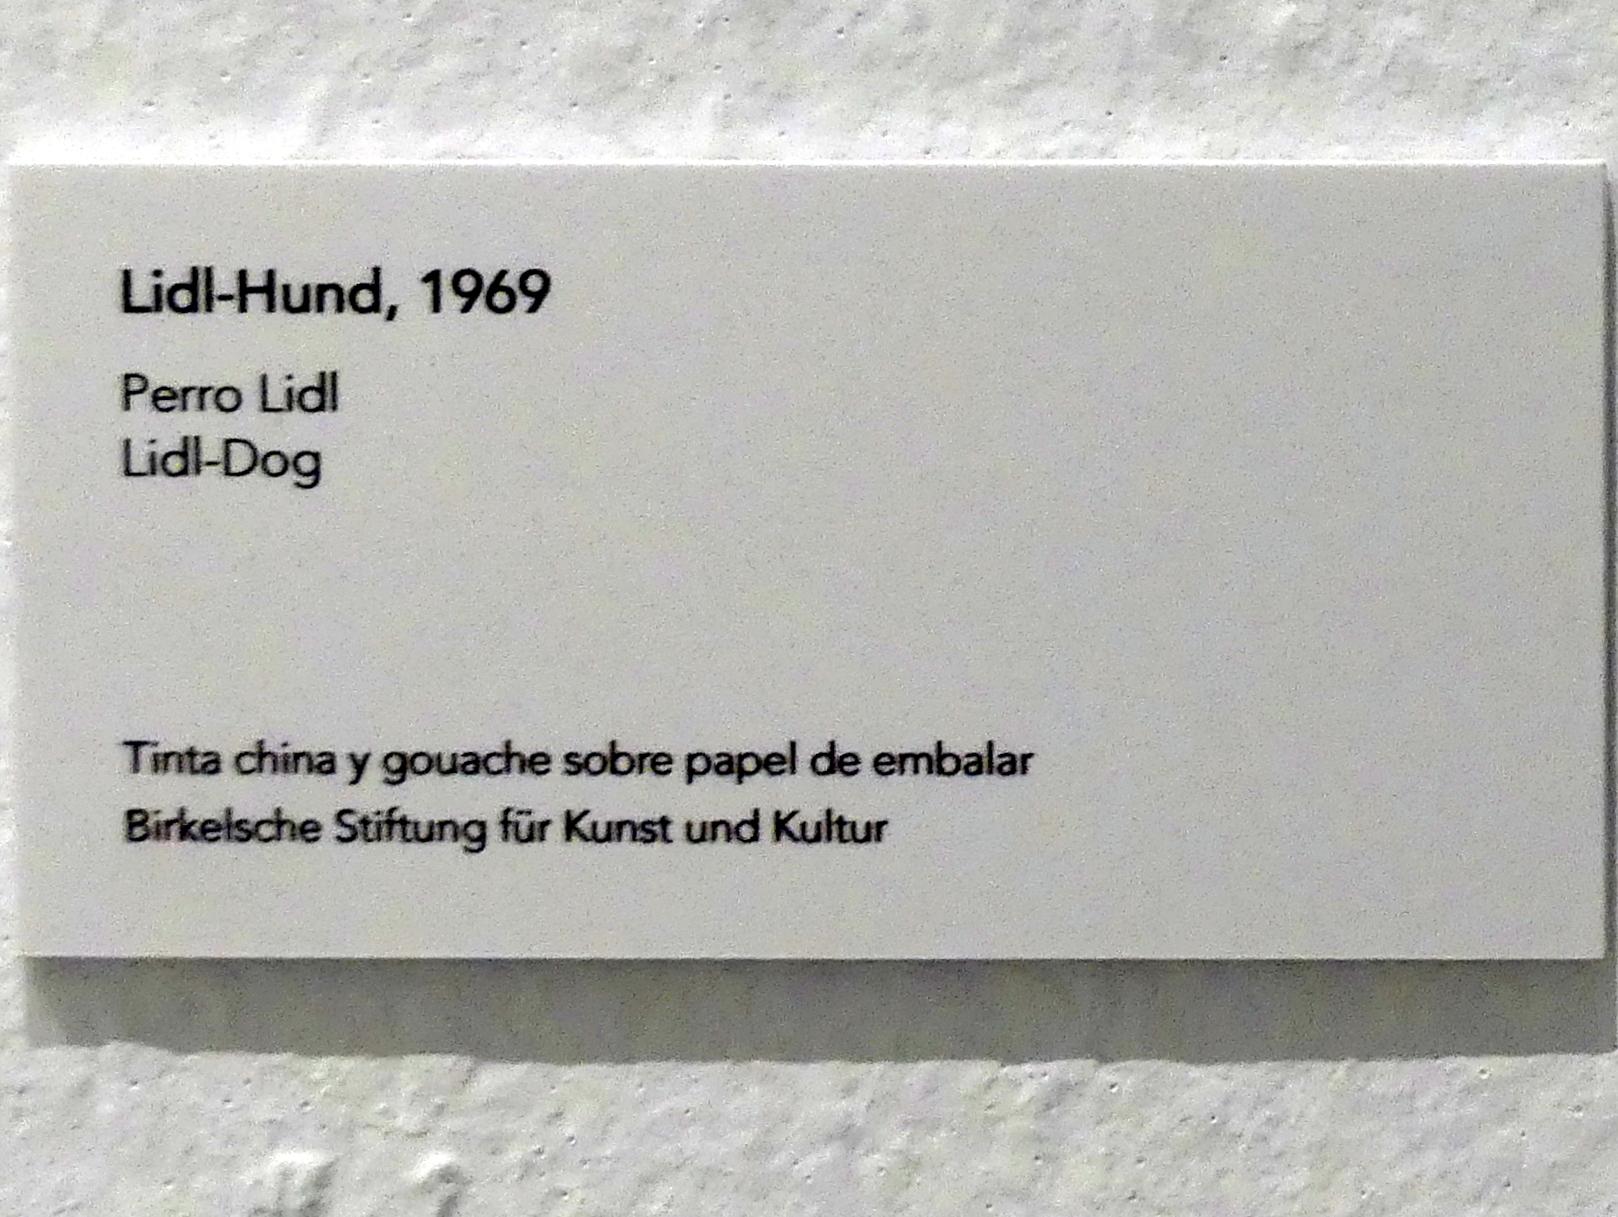 Lidl-Hund, 1969
Perro Lidl
Lidl-Dog
Tinta china y gouache sobre papel de embalar
Birkelsche Stiftung für Kunst und Kultur